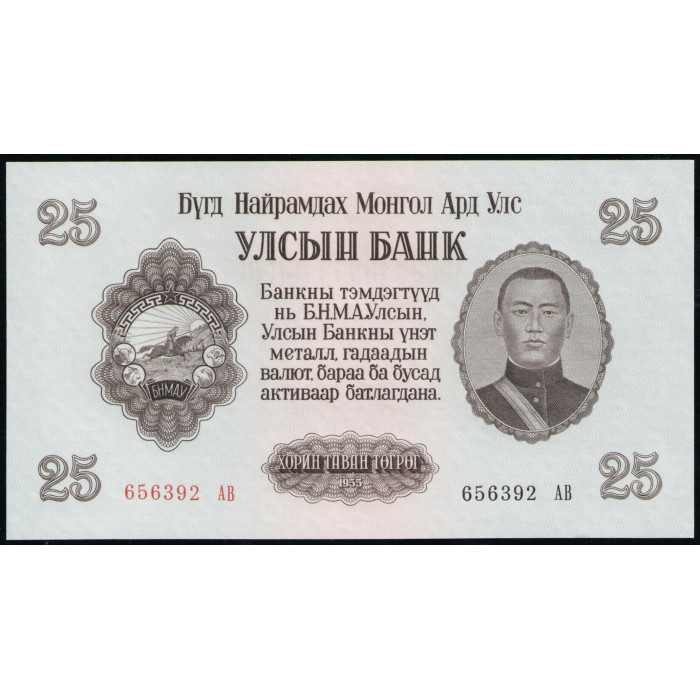 25
Бүгд Найрамдах Монгол Ард Улс
25
УЛСЫН БАНК
Банкны тэмдэгтүүд
нь Б.Н.М.А.Улсын,
Улсын Банкны үнэт
металл, гадаадын
валют, бараа ба бусад
активаар батлагдана.
БНМАУ
25
656392 АВ
ХОРИН ТАВАН ТӨГРӨГ
1955
656392 АВ
25